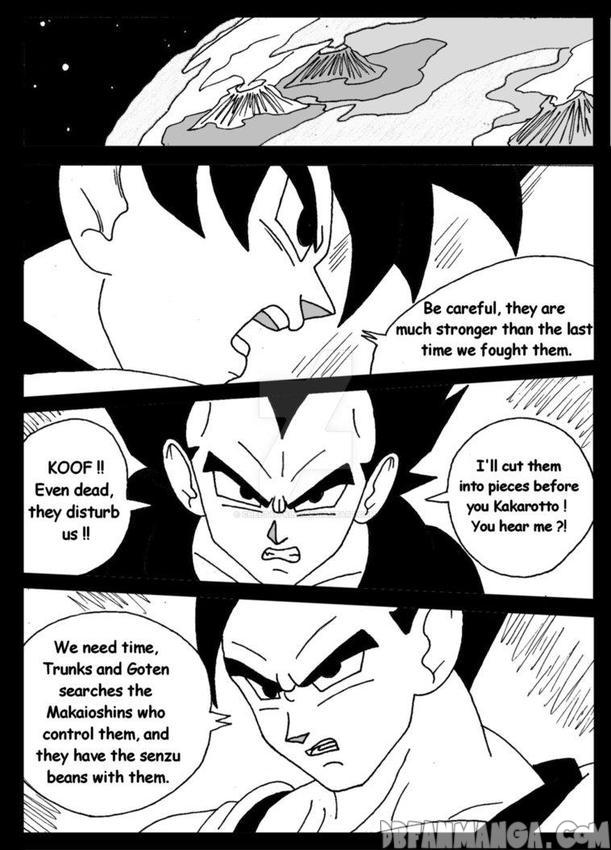 Be careful, they are
much stronger than the last
time we fought them.
KOOF !!
Even dead,
they disturb
us !!
I'll cut them
into pieces before
you Kakarotto !
You hear me ?!
We need time,
Trunks and Goten
searches the
Makaioshins who
control them, and
they have the senzu
beans with them.
DBFANMANGA.COM